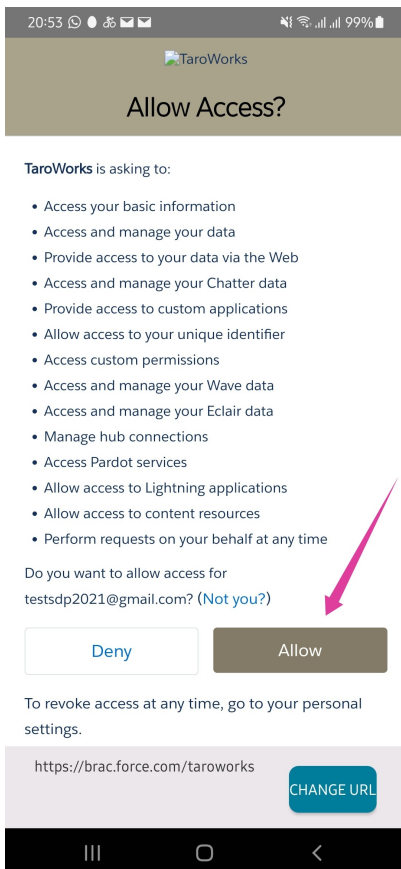 20:53 99%
TaroWorks
Allow Access?
TaroWorks is asking to:
• Access your basic information
• Access and manage your data
• Provide access to your data via the Web
• Access and manage your Chatter data
• Provide access to custom applications
• Allow access to your unique identifier
• Access custom permissions
• Access and manage your Wave data
• Access and manage your Eclair data
• Manage hub connections
• Access Pardot services
• Allow access to Lightning applications
• Allow access to content resources
• Perform requests on your behalf at any time
Do you want to allow access for
testsdp2021@gmail.com? (Not you?)
Deny Allow
To revoke access at any time, go to your personal
settings.
https://brac.force.com/taroworks
CHANGE URL